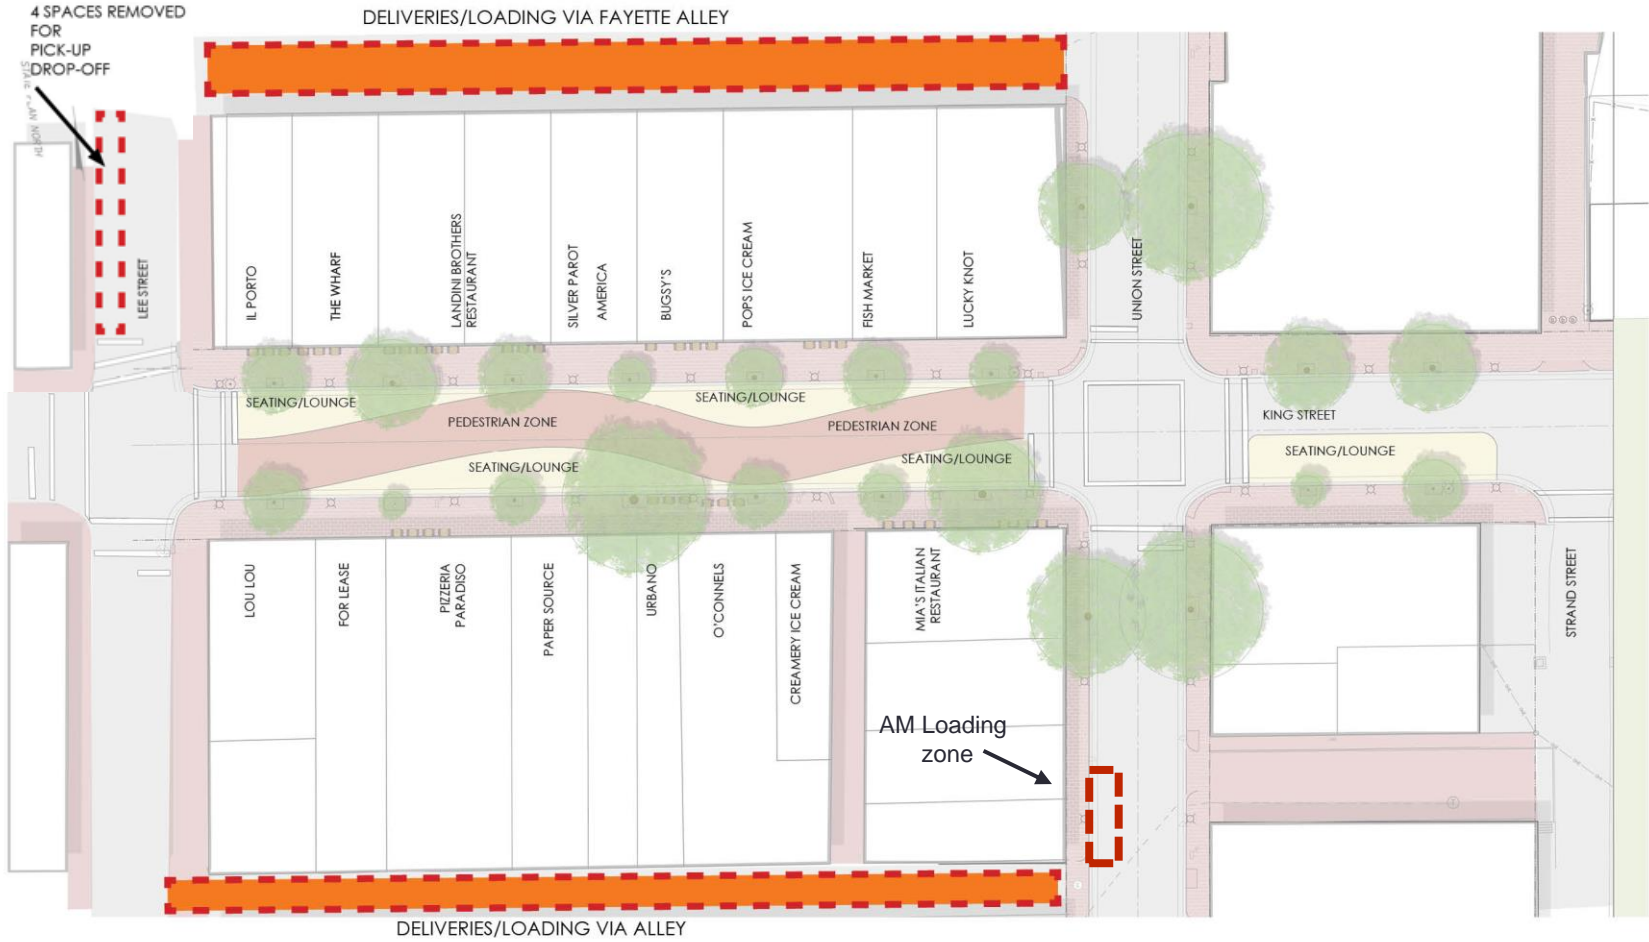 4 SPACES REMOVED
FOR
PICK-UP
DROP-OFF
DELIVERIES/LOADING VIA FAYETTE ALLEY
LEE STREET
IL PORTO
THE WHARF
LANDINI BROTHERS
RESTAURANT
SILVER PAROT
AMERICA
BUGSY'S
POPS ICE CREAM
FISH MARKET
LUCKY KNOT
UNION STREET
SEATING/LOUNGE
SEATING/LOUNGE
PEDESTRIAN ZONE
PEDESTRIAN ZONE
KING STREET
SEATING/LOUNGE
SEATING/LOUNGE
SEATING/LOUNGE
LOU LOU
FOR LEASE
PIZZERIA
PARADISO
PAPER SOURCE
URBANO
O'CONNELS
CREAMERY ICE CREAM
MIA'S ITALIAN
RESTAURANT
STRAND STREET
AM Loading
zone
DELIVERIES/LOADING VIA ALLEY